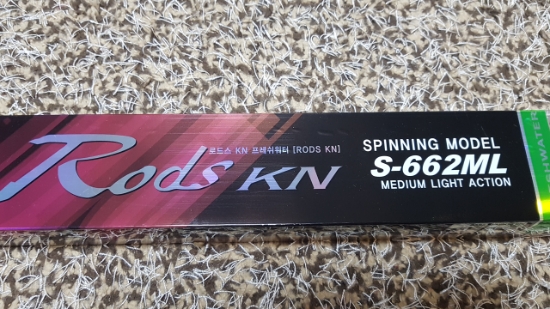 로드스 KN 프레쉬워터 [RODS KN]
Rods KN
SPINNING MODEL
S-662ML
MEDIUM LIGHT ACTION
HWATER